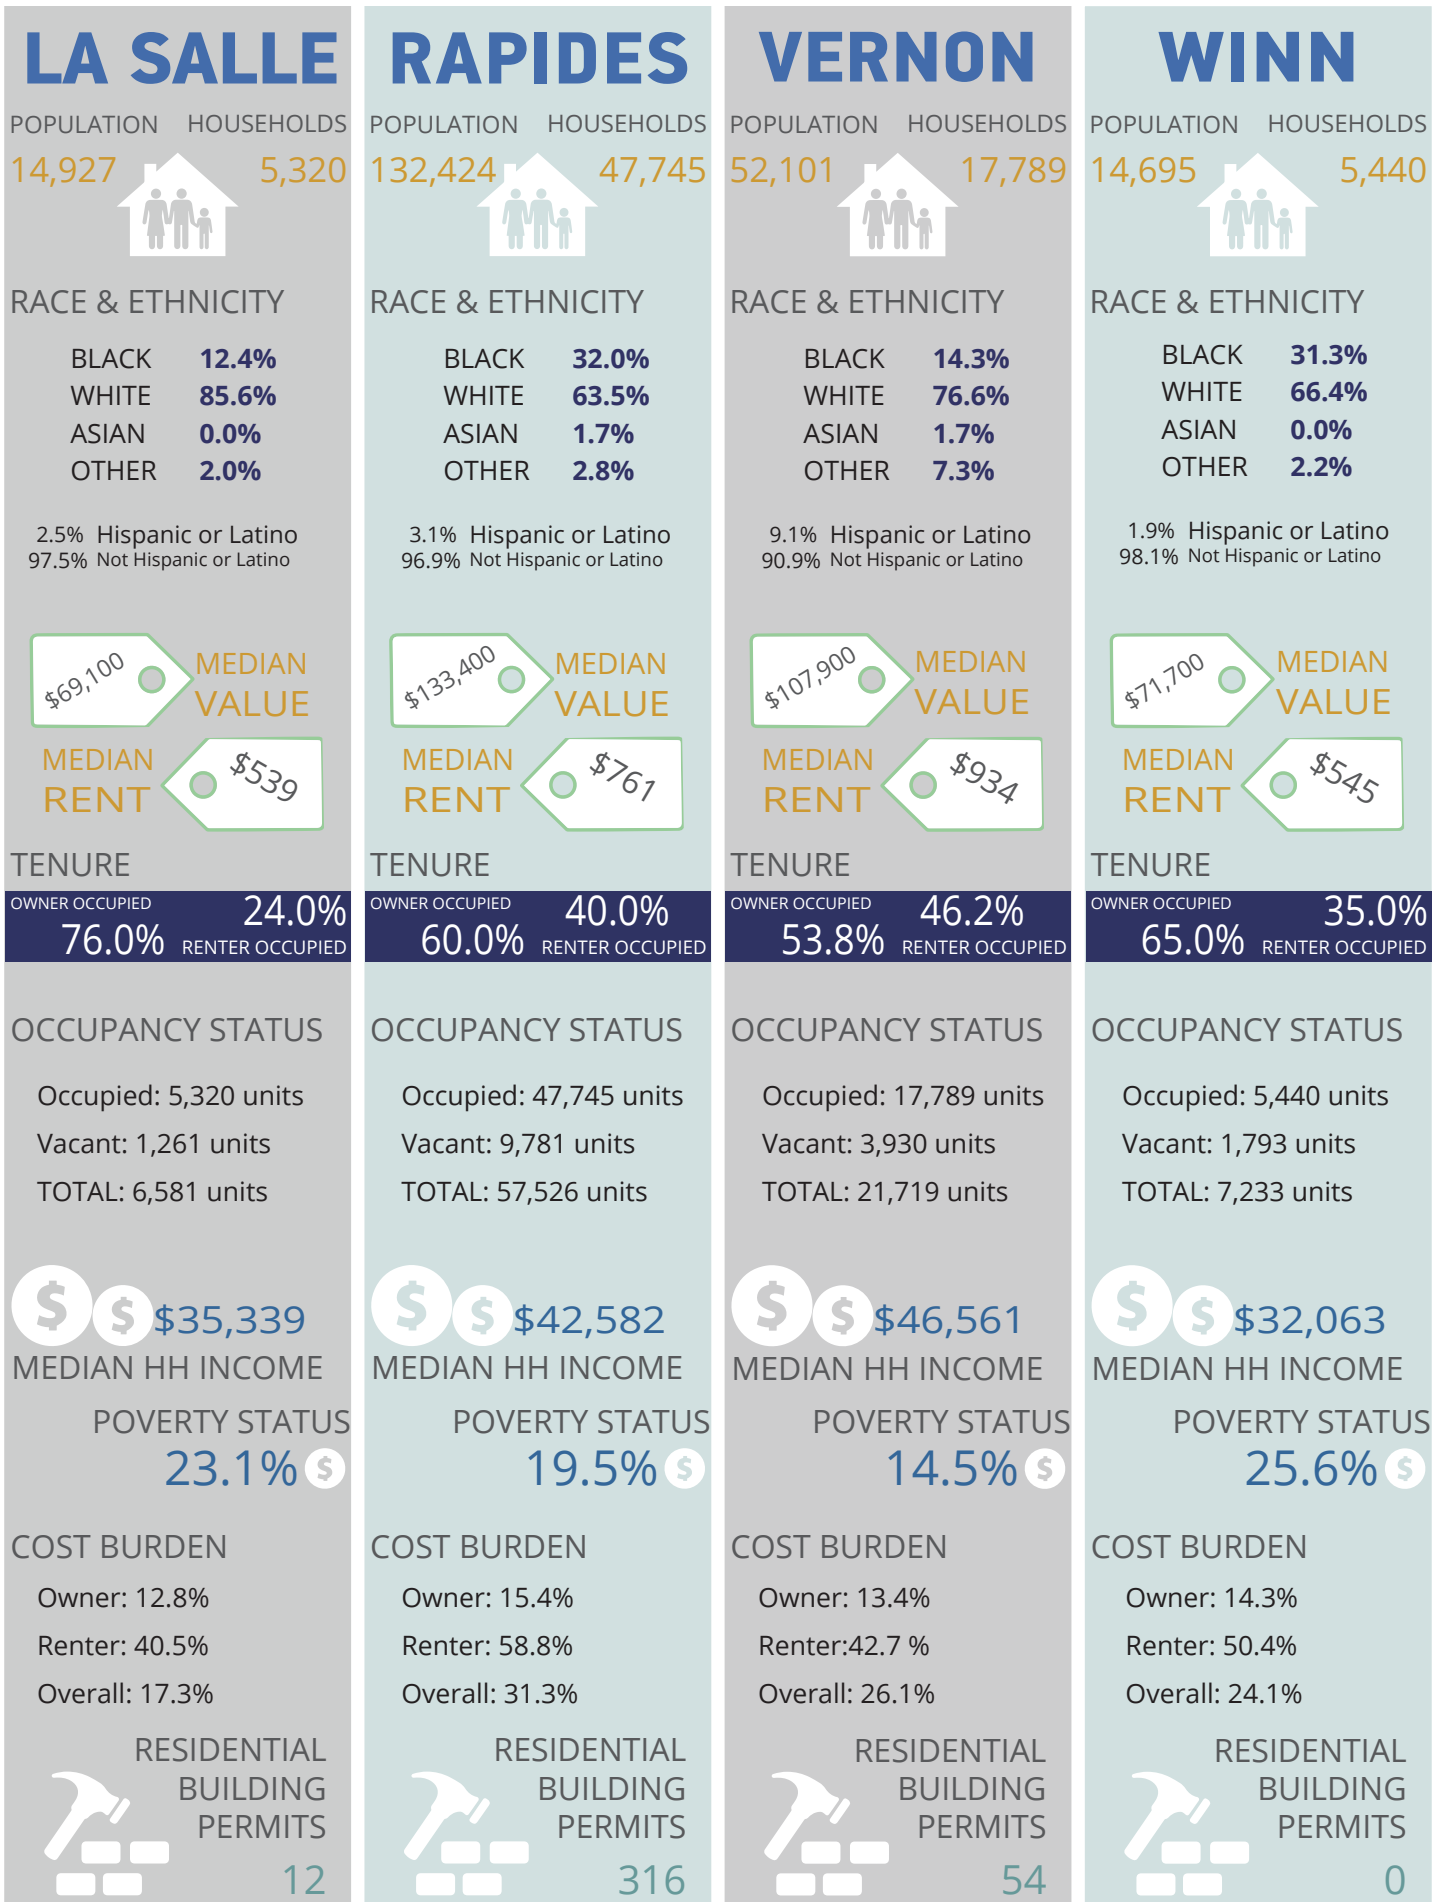 LA SALLE
POPULATION HOUSEHOLDS
14,927 5,320
RACE & ETHNICITY
BLACK 12.4%
WHITE 85.6%
ASIAN 0.0%
OTHER 2.0%
2.5% Hispanic or Latino
97.5% Not Hispanic or Latino
$69,100
MEDIAN
VALUE
MEDIAN
RENT
$539
TENURE
OWNER OCCUPIED 24.0%
76.0% RENTER OCCUPIED
OCCUPANCY STATUS
Occupied: 5,320 units
Vacant: 1,261 units
TOTAL: 6,581 units
$ $ $35,339
MEDIAN HH INCOME
POVERTY STATUS
23.1% $
COST BURDEN
Owner: 12.8%
Renter: 40.5%
Overall: 17.3%
RESIDENTIAL
BUILDING
PERMITS
12
RAPIDES
POPULATION HOUSEHOLDS
132,424 47,745
RACE & ETHNICITY
BLACK 32.0%
WHITE 63.5%
ASIAN 1.7%
OTHER 2.8%
3.1% Hispanic or Latino
96.9% Not Hispanic or Latino
$133,400
MEDIAN
VALUE
MEDIAN
RENT
$761
TENURE
OWNER OCCUPIED 40.0%
60.0% RENTER OCCUPIED
OCCUPANCY STATUS
Occupied: 47,745 units
Vacant: 9,781 units
TOTAL: 57,526 units
$ $ $42,582
MEDIAN HH INCOME
POVERTY STATUS
19.5% $
COST BURDEN
Owner: 15.4%
Renter: 58.8%
Overall: 31.3%
RESIDENTIAL
BUILDING
PERMITS
316
VERNON
POPULATION HOUSEHOLDS
52,101 17,789
RACE & ETHNICITY
BLACK 14.3%
WHITE 76.6%
ASIAN 1.7%
OTHER 7.3%
9.1% Hispanic or Latino
90.9% Not Hispanic or Latino
$107,900
MEDIAN
VALUE
MEDIAN
RENT
$934
TENURE
OWNER OCCUPIED 46.2%
53.8% RENTER OCCUPIED
OCCUPANCY STATUS
Occupied: 17,789 units
Vacant: 3,930 units
TOTAL: 21,719 units
$ $ $46,561
MEDIAN HH INCOME
POVERTY STATUS
14.5% $
COST BURDEN
Owner: 13.4%
Renter:42.7 %
Overall: 26.1%
RESIDENTIAL
BUILDING
PERMITS
54
WINN
POPULATION HOUSEHOLDS
14,695 5,440
RACE & ETHNICITY
BLACK 31.3%
WHITE 66.4%
ASIAN 0.0%
OTHER 2.2%
1.9% Hispanic or Latino
98.1% Not Hispanic or Latino
$71,700
MEDIAN
VALUE
MEDIAN
RENT
$545
TENURE
OWNER OCCUPIED 35.0%
65.0% RENTER OCCUPIED
OCCUPANCY STATUS
Occupied: 5,440 units
Vacant: 1,793 units
TOTAL: 7,233 units
$ $ $32,063
MEDIAN HH INCOME
POVERTY STATUS
25.6% $
COST BURDEN
Owner: 14.3%
Renter: 50.4%
Overall: 24.1%
RESIDENTIAL
BUILDING
PERMITS
0